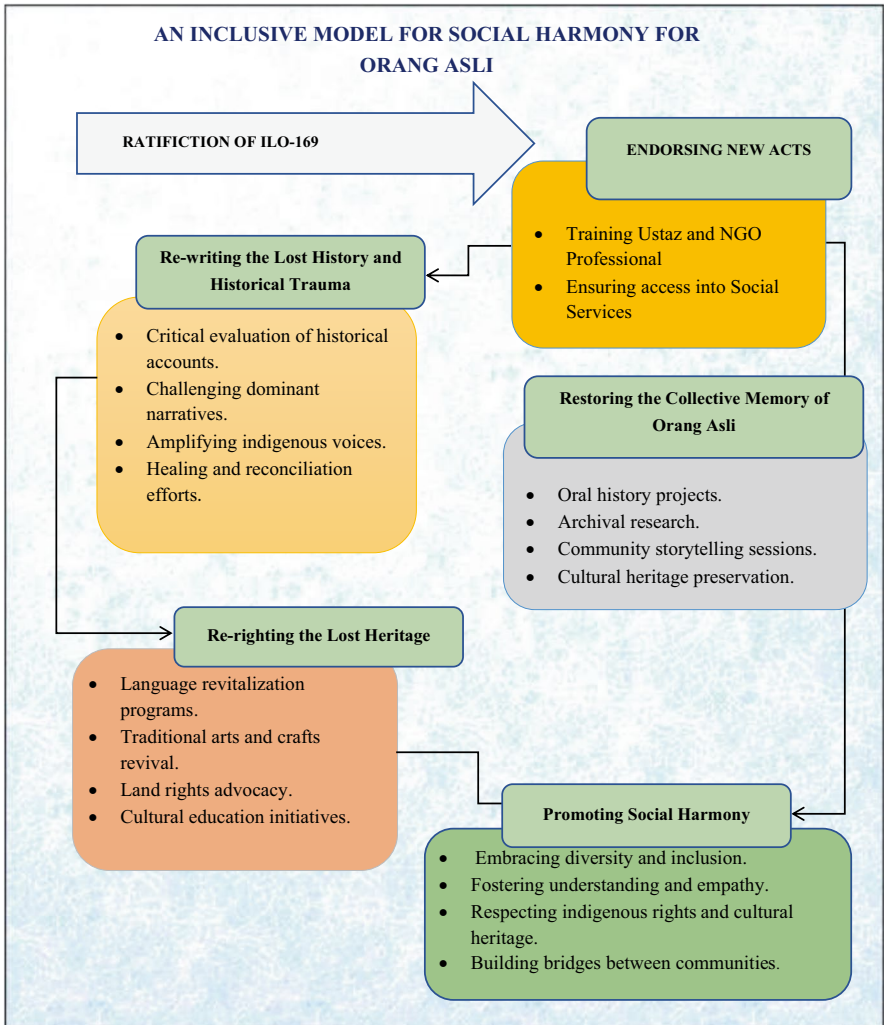 AN INCLUSIVE MODEL FOR SOCIAL HARMONY FOR
ORANG ASLI
RATIFICTION OF ILO-169
ENDORSING NEW ACTS
• Training Ustaz and NGO
Professional
• Ensuring access into Social
Services
Re-writing the Lost History and
Historical Trauma
• Critical evaluation of historical
accounts.
• Challenging dominant
narratives.
• Amplifying indigenous voices.
• Healing and reconciliation
efforts.
Restoring the Collective Memory of
Orang Asli
• Oral history projects.
• Archival research.
• Community storytelling sessions.
• Cultural heritage preservation.
Re-righting the Lost Heritage
• Language revitalization
programs.
• Traditional arts and crafts
revival.
• Land rights advocacy.
• Cultural education initiatives.
Promoting Social Harmony
• Embracing diversity and inclusion.
• Fostering understanding and empathy.
• Respecting indigenous rights and cultural
heritage.
• Building bridges between communities.